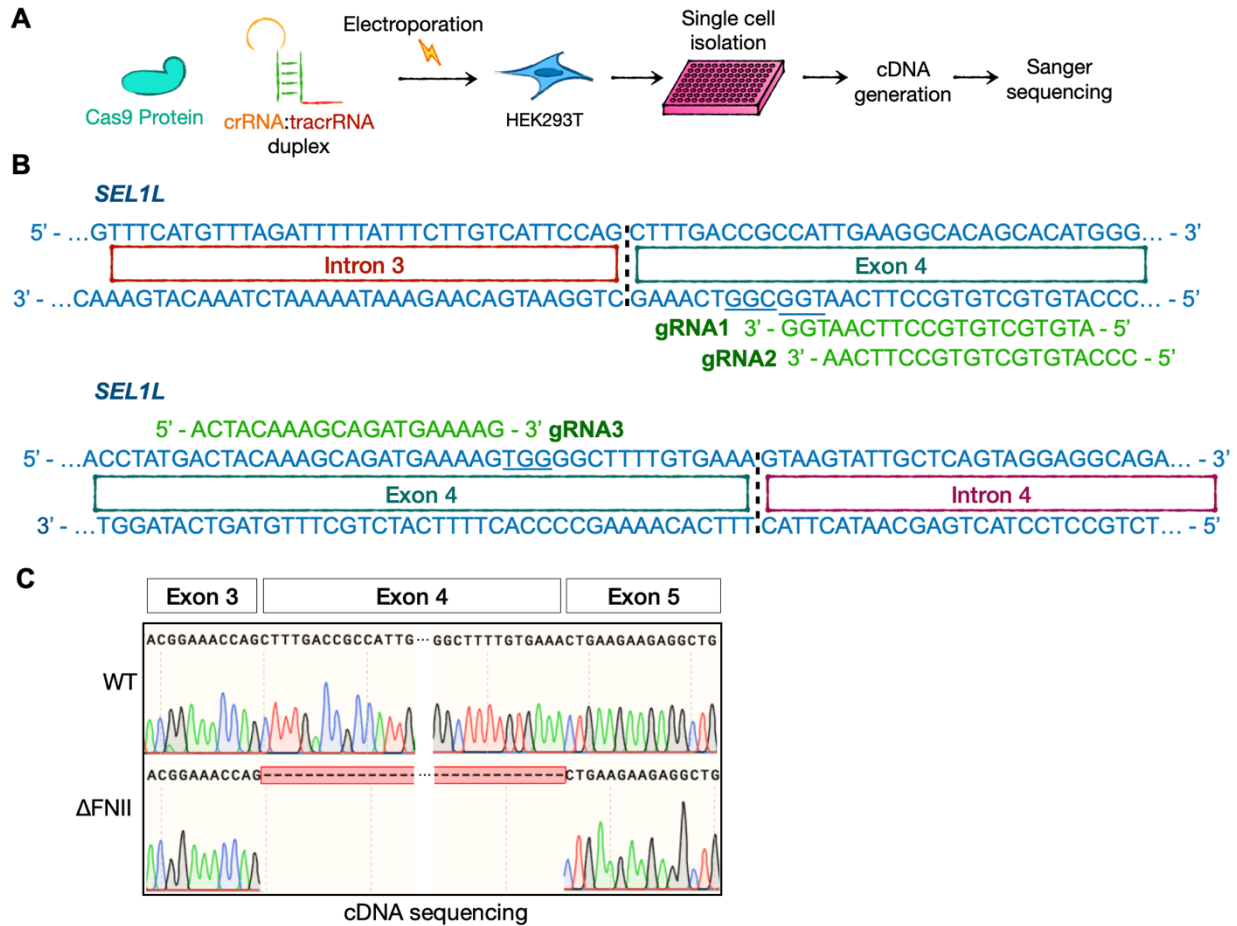 A
Electroporation
Single cell
isolation
cDNA
generation
Sanger
sequencing
Cas9 Protein
crRNA:tracrRNA
duplex
HEK293T
B
SEL1L
5' - ...GTTTCATGTTTAGATTTTTATTTCTTGTCATTCCAG CTTTGACCGCCATTGAAGGCACAGCACATGGG... - 3'
Intron 3 Exon 4
3' - ...CAAAGTACAAATCTAAAAATAAAGAACAGTAAGGTC GAAACTGGCGGTAACTTCCGTGTCGTGTACCC... - 5'
gRNA1 3' - GGTAACTTCCGTGTCGTGTA - 5'
gRNA2 3' - AACTTCCGTGTCGTGTACCC - 5'
SEL1L
5' - ACTACAAAGCAGATGAAAAG - 3' gRNA3
5' - ...ACCTATGACTACAAAGCAGATGAAAAGTGGGGCTTTTGTGAAA GTAAGTATTGCTCAGTAGGAGGCAGA... - 3'
Exon 4 Intron 4
3' - ...TGGATACTGATGTTTCGTCTACTTTTCACCCCGAAAACACTTT CATTCATAACGAGTCATCCTCCGTCT... - 5'
C
Exon 3 Exon 4 Exon 5
ACGGAAACCAGCTTTGACCGCCATTG ... GGCTTTTGTGAAACTGAAGAAGAGGCTG
WT
ACGGAAACCAG------------------------------...--------------------------CTGAAGAAGAGGCTG
ΔFNII
cDNA sequencing